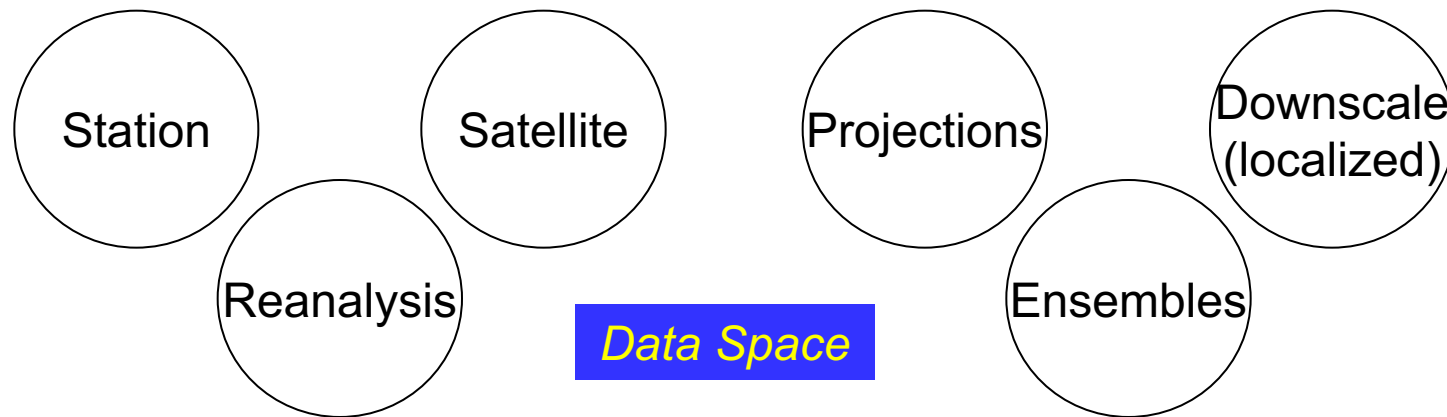 Station
Satellite
Projections
Downscale
(localized)
Reanalysis
Ensembles
Data Space